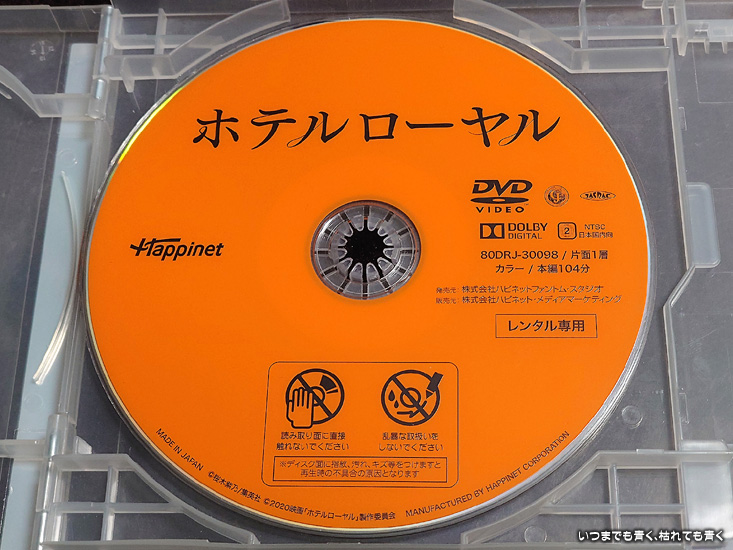 ホテルローヤル
DVD
VIDEO
DOLBY
DIGITAL
2
NTSC
日本国内向
Happinet
80DRJ-30098 / 片面1層
カラー / 本編104分
発売元: 株式会社ハピネットファントム・スタジオ
販売元: 株式会社ハピネット・メディアマーケティング
レンタル専用
読み取り面に直接
触れないでください
乱暴な取扱いを
しないでください
※ディスク面に指紋、汚れ、キズ等をつけますと
再生時の不具合の原因となります
MADE IN JAPAN ©桜木紫乃/集英社 ©2020映画「ホテルローヤル」製作委員会 MANUFACTURED BY HAPPINET CORPORATION
いつまでも青く、枯れても青く